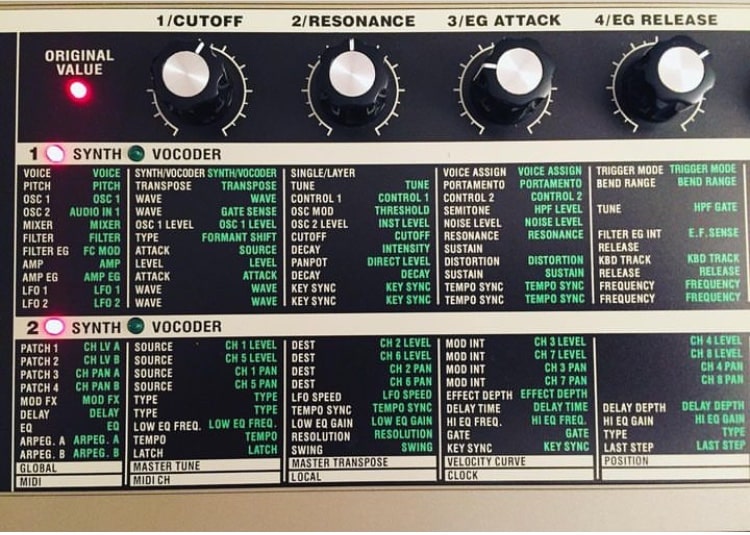 1/CUTOFF 2/RESONANCE 3/EG ATTACK 4/EG RELEASE
ORIGINAL
VALUE
1 SYNTH VOCODER
VOICE VOICE SYNTH/VOCODER SYNTH/VOCODER SINGLE/LAYER VOICE ASSIGN VOICE ASSIGN TRIGGER MODE TRIGGER MODE
PITCH PITCH TRANSPOSE TRANSPOSE TUNE TUNE PORTAMENTO PORTAMENTO BEND RANGE BEND RANGE
OSC 1 OSC 1 WAVE WAVE CONTROL 1 CONTROL 1 CONTROL 2 CONTROL 2
OSC 2 AUDIO IN 1 WAVE GATE SENSE OSC MOD THRESHOLD SEMITONE HPF LEVEL TUNE HPF GATE
MIXER MIXER OSC 1 LEVEL OSC 1 LEVEL OSC 2 LEVEL INST LEVEL NOISE LEVEL NOISE LEVEL
FILTER FILTER TYPE FORMANT SHIFT CUTOFF CUTOFF RESONANCE RESONANCE FILTER EG INT E.F.SENSE
FILTER EG FC MOD ATTACK SOURCE DECAY INTENSITY SUSTAIN RELEASE
AMP AMP LEVEL LEVEL PANPOT DIRECT LEVEL DISTORTION DISTORTION KBD TRACK KBD TRACK
AMP EG AMP EG ATTACK ATTACK DECAY DECAY SUSTAIN SUSTAIN RELEASE RELEASE
LFO 1 LFO 1 WAVE WAVE KEY SYNC KEY SYNC TEMPO SYNC TEMPO SYNC FREQUENCY FREQUENCY
LFO 2 LFO 2 WAVE WAVE KEY SYNC KEY SYNC TEMPO SYNC TEMPO SYNC FREQUENCY FREQUENCY
2 SYNTH VOCODER
PATCH 1 CH LV A SOURCE CH 1 LEVEL DEST CH 2 LEVEL MOD INT CH 3 LEVEL CH 4 LEVEL
PATCH 2 CH LV B SOURCE CH 5 LEVEL DEST CH 6 LEVEL MOD INT CH 7 LEVEL CH 8 LEVEL
PATCH 3 CH PAN A SOURCE CH 1 PAN DEST CH 2 PAN MOD INT CH 3 PAN CH 4 PAN
PATCH 4 CH PAN B SOURCE CH 5 PAN DEST CH 6 PAN MOD INT CH 7 PAN CH 8 PAN
MOD FX MOD FX TYPE TYPE LFO SPEED LFO SPEED EFFECT DEPTH EFFECT DEPTH
DELAY DELAY TYPE TYPE TEMPO SYNC TEMPO SYNC DELAY TIME DELAY TIME DELAY DEPTH DELAY DEPTH
EQ EQ LOW EQ FREQ. LOW EQ FREQ. LOW EQ GAIN LOW EQ GAIN HI EQ FREQ. HI EQ FREQ. HI EQ GAIN HI EQ GAIN
ARPEG. A ARPEG. A TEMPO TEMPO RESOLUTION RESOLUTION GATE GATE TYPE TYPE
ARPEG. B ARPEG. B LATCH LATCH SWING SWING KEY SYNC KEY SYNC LAST STEP LAST STEP
GLOBAL MASTER TUNE MASTER TRANSPOSE VELOCITY CURVE POSITION
MIDI MIDI CH LOCAL CLOCK